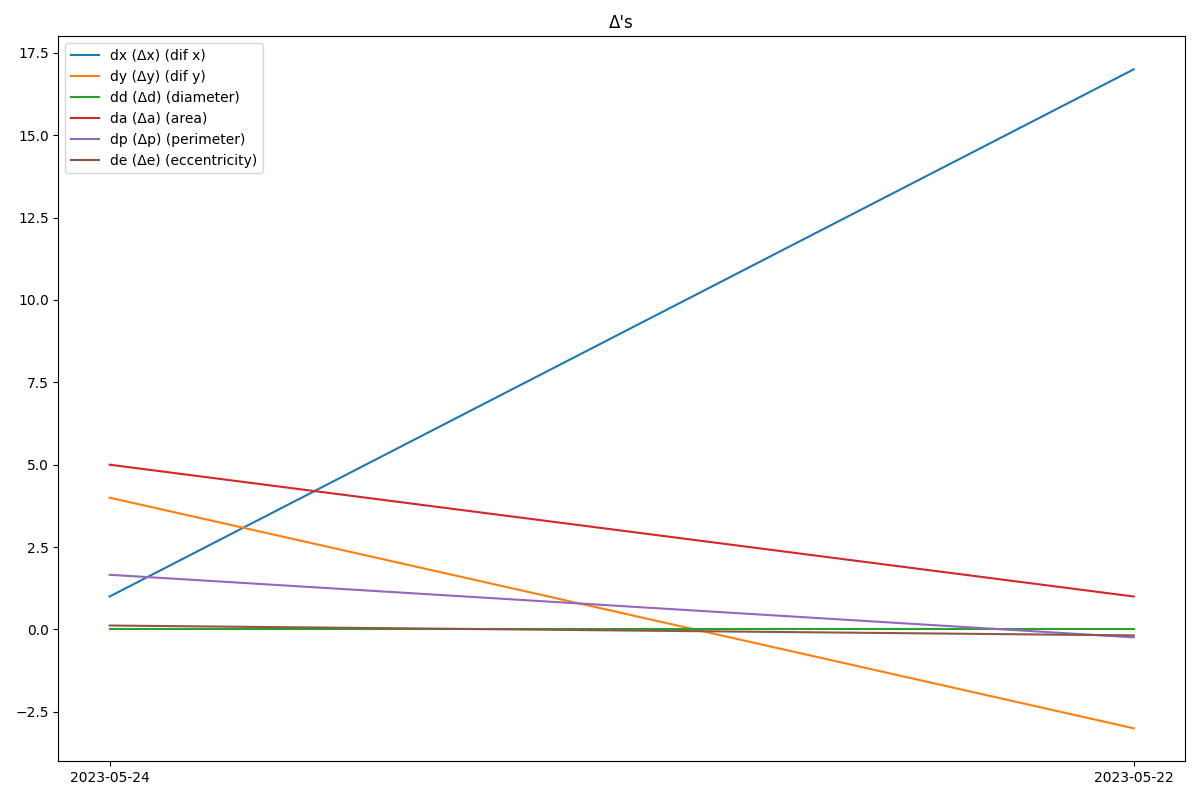 Δ's
dx (Δx) (dif x)
dy (Δy) (dif y)
dd (Δd) (diameter)
da (Δa) (area)
dp (Δp) (perimeter)
de (Δe) (eccentricity)
17.5
15.0
12.5
10.0
7.5
5.0
2.5
0.0
−2.5
2023-05-24 2023-05-22